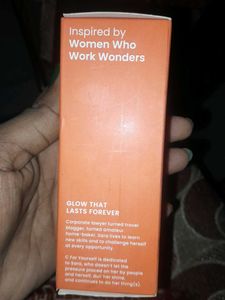 Inspired by
Women Who
Work Wonders
GLOW THAT
LASTS FOREVER
Corporate lawyer turned travel
blogger, turned amateur
home-baker, Sara lives to learn
new skills and to challenge herself
at every opportunity.
C For Yourself is dedicated
to Sara, who doesn't let the
pressure placed on her by people
and herself, dull her shine,
and continues to do her thing(s)